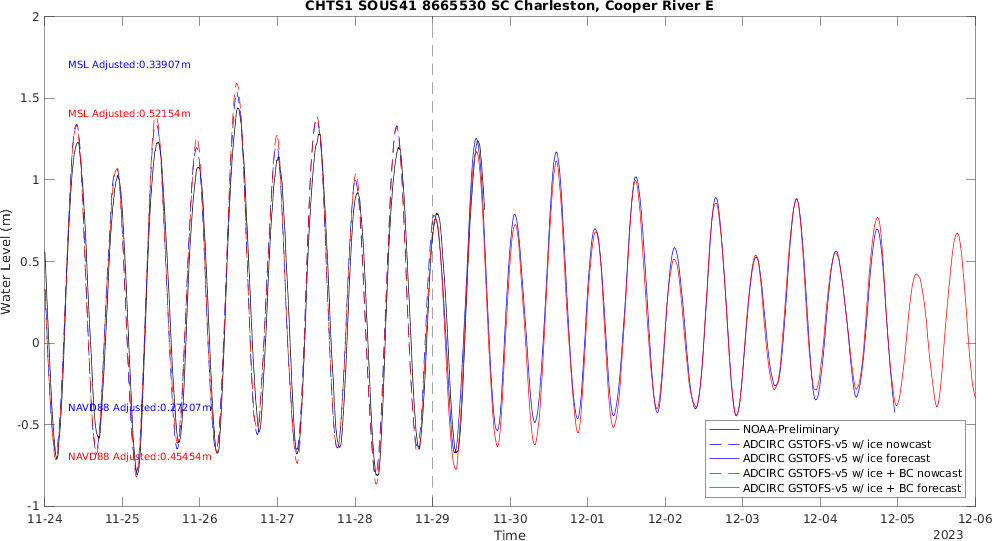 CHTS1 SOUS41 8665530 SC Charleston, Cooper River E
2
1.5
1
0.5
0
-0.5
-1
Water Level (m)
MSL Adjusted:0.33907m
MSL Adjusted:0.52154m
NAVD88 Adjusted:0.27207m
NAVD88 Adjusted:0.45454m
NOAA-Preliminary
ADCIRC GSTOFS-v5 w/ ice nowcast
ADCIRC GSTOFS-v5 w/ ice forecast
ADCIRC GSTOFS-v5 w/ ice + BC nowcast
ADCIRC GSTOFS-v5 w/ ice + BC forecast
11-24 11-25 11-26 11-27 11-28 11-29 11-30 12-01 12-02 12-03 12-04 12-05 12-06
Time
2023